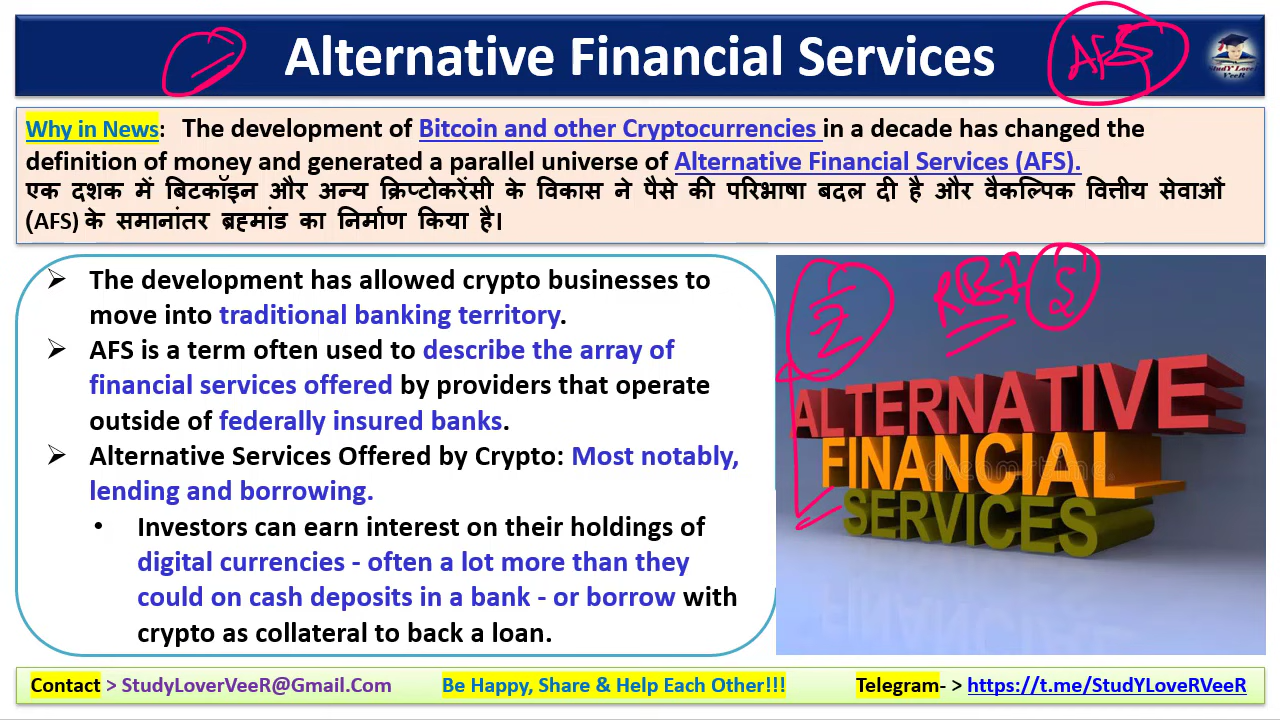 Alternative Financial Services
AFS
StudY Lover
VeeR
Why in News: The development of Bitcoin and other Cryptocurrencies in a decade has changed the
definition of money and generated a parallel universe of Alternative Financial Services (AFS).
एक दशक में बिटकॉइन और अन्य क्रिप्टोकरेंसी के विकास ने पैसे की परिभाषा बदल दी है और वैकल्पिक वित्तीय सेवाओं
(AFS) के समानांतर ब्रह्मांड का निर्माण किया है।
➢ The development has allowed crypto businesses to
move into traditional banking territory.
➢ AFS is a term often used to describe the array of
financial services offered by providers that operate
outside of federally insured banks.
➢ Alternative Services Offered by Crypto: Most notably,
lending and borrowing.
• Investors can earn interest on their holdings of
digital currencies - often a lot more than they
could on cash deposits in a bank - or borrow with
crypto as collateral to back a loan.
RBI
ALTERNATIVE
FINANCIAL
dreamstime.
SERVICES
Contact > StudyLoverVeeR@Gmail.Com Be Happy, Share & Help Each Other!!! Telegram- > https://t.me/StudYLoveRVeeR